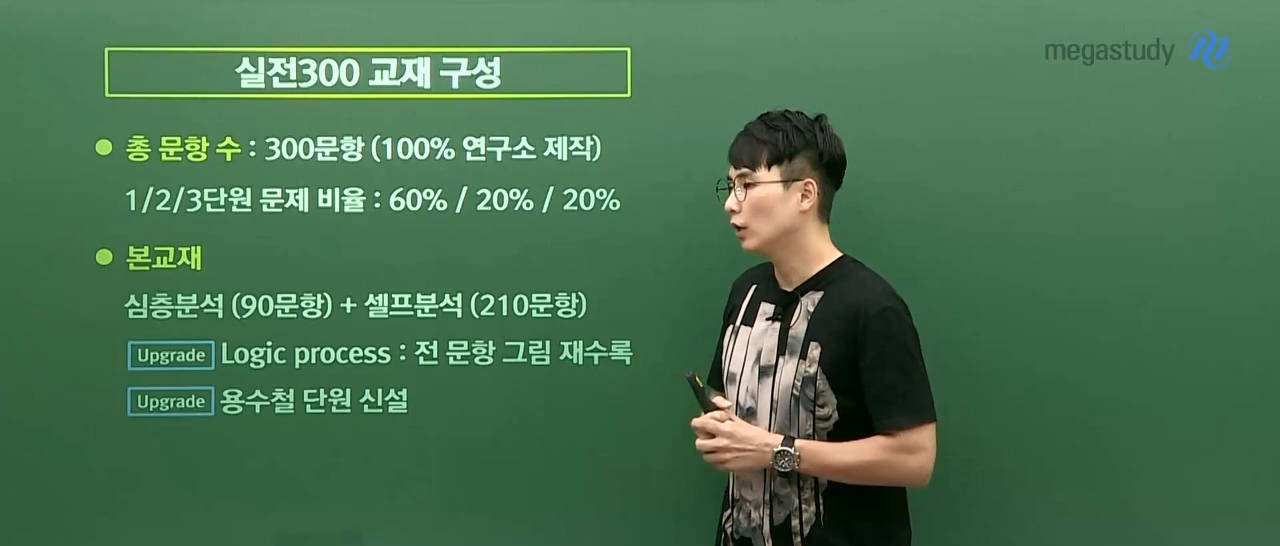 megastudy
실전300 교재 구성
총 문항 수 : 300문항 (100% 연구소 제작)
1/2/3단원 문제 비율 : 60% / 20% / 20%
본교재
심층분석 (90문항) + 셀프분석 (210문항)
Upgrade Logic process : 전 문항 그림 재수록
Upgrade 용수철 단원 신설